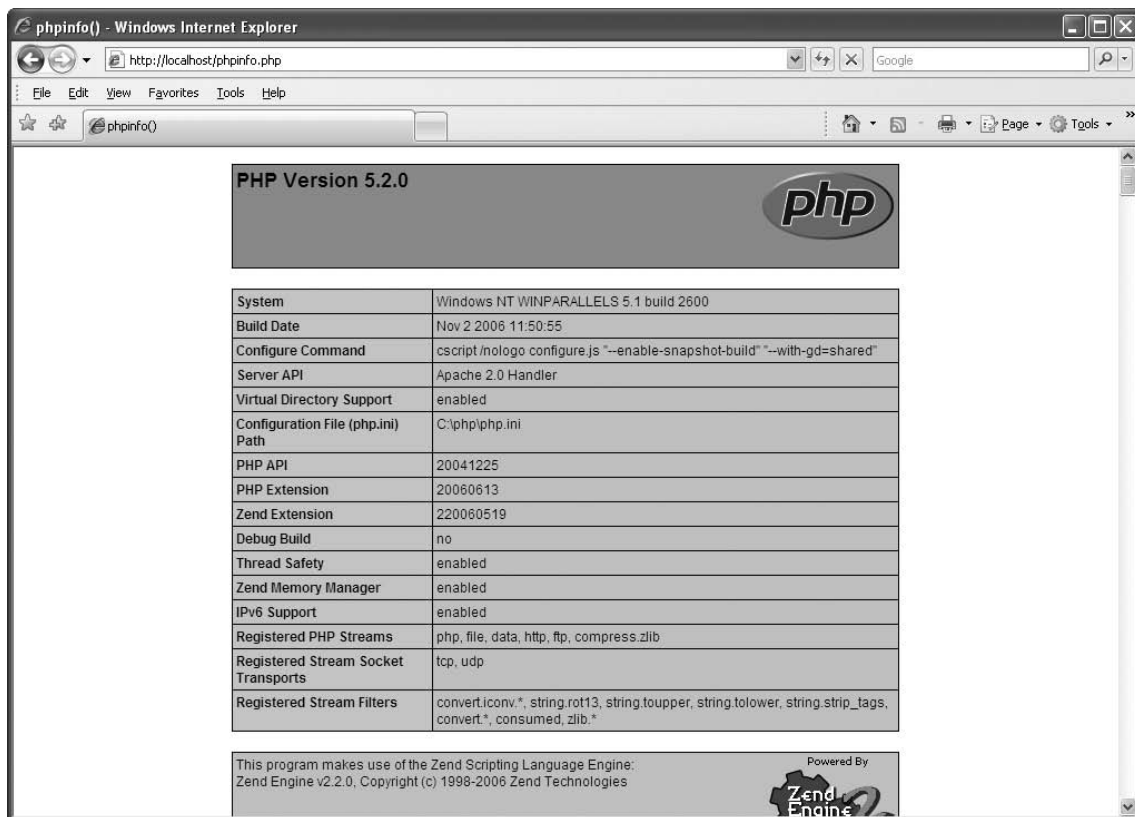 phpinfo() - Windows Internet Explorer
http://localhost/phpinfo.php
Google
File Edit View Favorites Tools Help
phpinfo()
Page Tools
PHP Version 5.2.0
php
System Windows NT WINPARALLELS 5.1 build 2600
Build Date Nov 2 2006 11:50:55
Configure Command cscript /nologo configure.js "--enable-snapshot-build" "--with-gd=shared"
Server API Apache 2.0 Handler
Virtual Directory Support enabled
Configuration File (php.ini) C:\php\php.ini
Path
PHP API 20041225
PHP Extension 20060613
Zend Extension 220060519
Debug Build no
Thread Safety enabled
Zend Memory Manager enabled
IPv6 Support enabled
Registered PHP Streams php, file, data, http, ftp, compress.zlib
Registered Stream Socket tcp, udp
Transports
Registered Stream Filters convert.iconv.*, string.rot13, string.toupper, string.tolower, string.strip_tags,
convert.*, consumed, zlib.*
This program makes use of the Zend Scripting Language Engine:
Zend Engine v2.2.0, Copyright (c) 1998-2006 Zend Technologies
Powered By
Zend
Engine 2